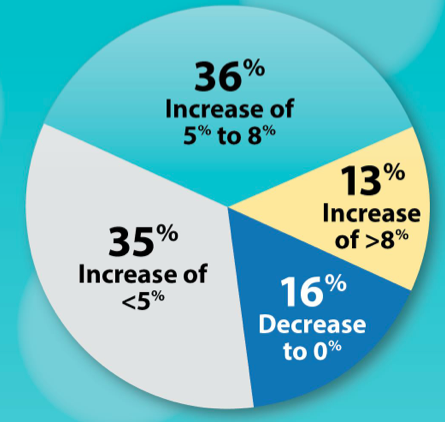 36%
Increase of
5% to 8%
13%
Increase
of >8%
35%
Increase of
<5%
16%
Decrease
to 0%